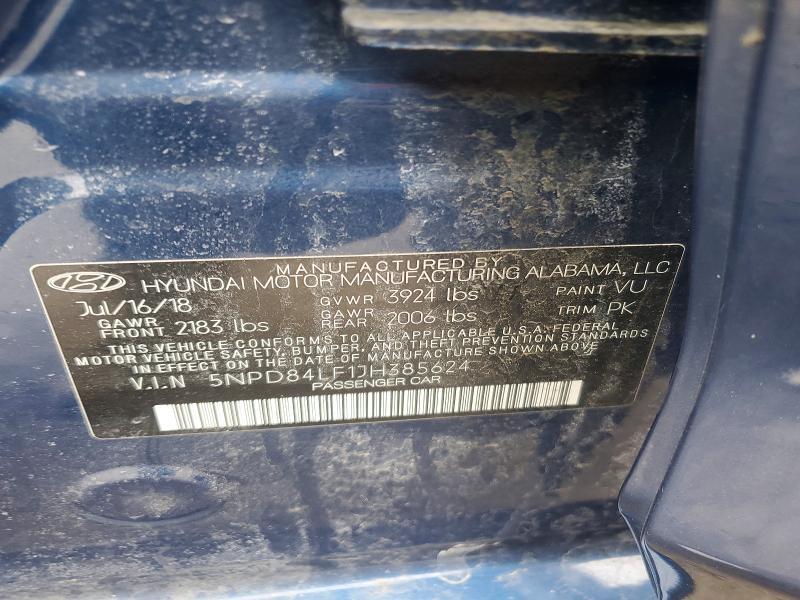 MANUFACTURED BY
HYUNDAI MOTOR MANUFACTURING ALABAMA, LLC
Jul/16/18 GVWR 3924 lbs PAINT VU
GAWR FRONT 2183 lbs GAWR REAR 2006 lbs TRIM PK
THIS VEHICLE CONFORMS TO ALL APPLICABLE U.S. FEDERAL
MOTOR VEHICLE SAFETY, BUMPER, AND THEFT PREVENTION STANDARDS
IN EFFECT ON THE DATE OF MANUFACTURE SHOWN ABOVE
V.I.N 5NPD84LF1JH385624
PASSENGER CAR